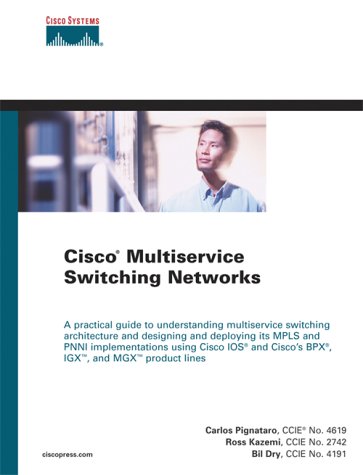 CISCO SYSTEMS
Cisco® Multiservice
Switching Networks
A practical guide to understanding multiservice switching
architecture and designing and deploying its MPLS and
PNNI implementations using Cisco IOS® and Cisco's BPX®,
IGX™, and MGX™ product lines
Carlos Pignataro, CCIE® No. 4619
Ross Kazemi, CCIE No. 2742
Bil Dry, CCIE No. 4191
ciscopress.com